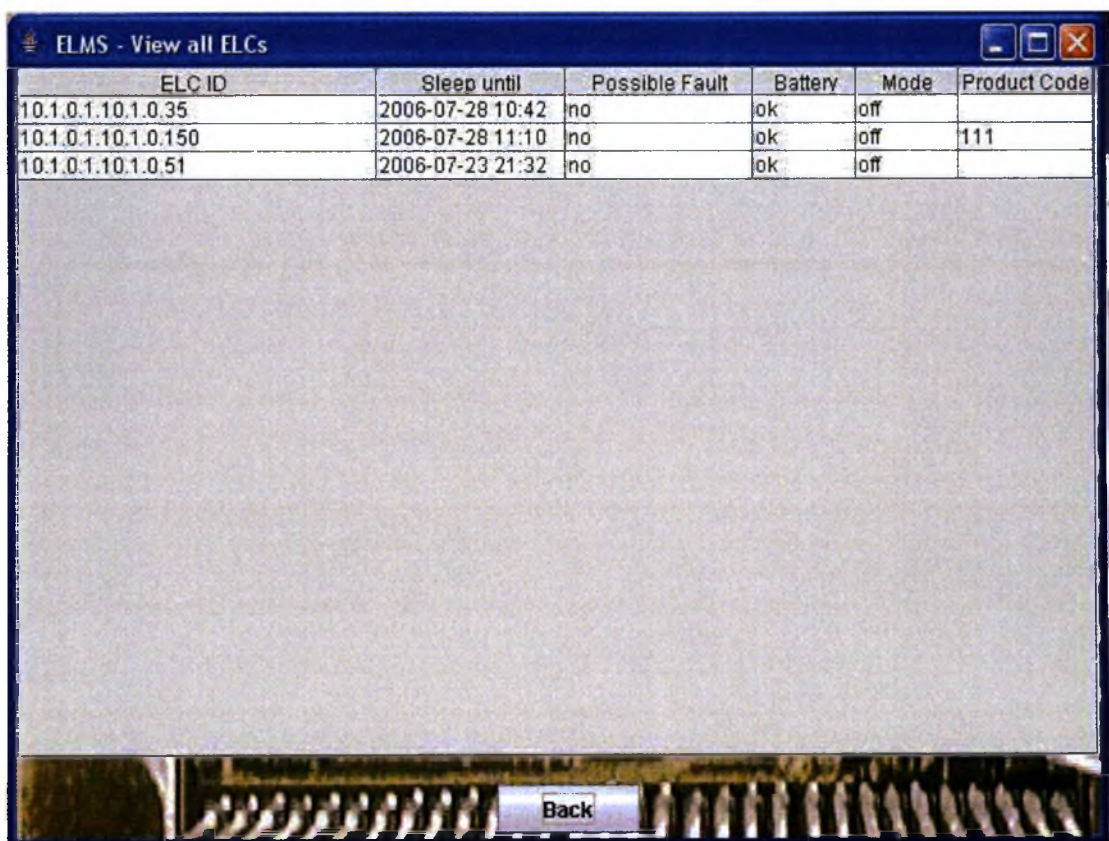 ELMS - View all ELCs
ELC ID Sleep until Possible Fault Battery Mode Product Code
10.1.0.1.10.1.0.35 2006-07-28 10:42 no ok off
10.1.0.1.10.1.0.150 2006-07-28 11:10 no ok off 111
10.1.0.1.10.1.0.51 2006-07-23 21:32 no ok off
Back